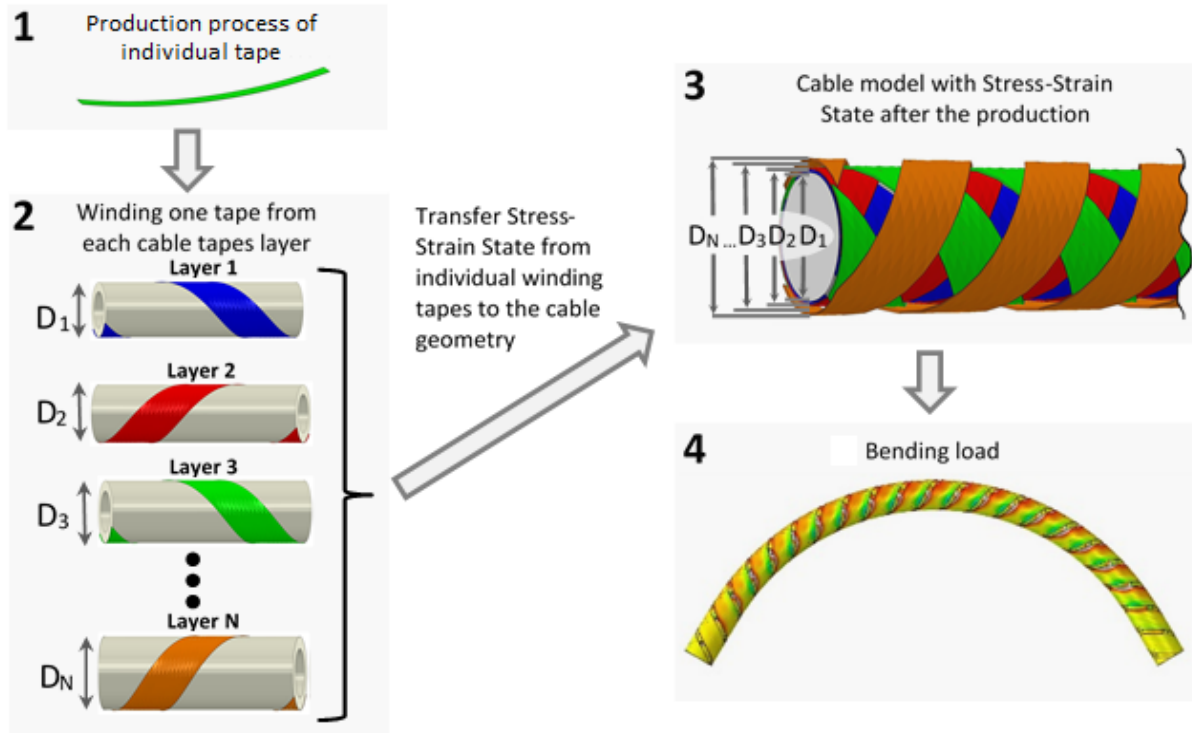 1
Production process of
individual tape
2
Winding one tape from
each cable tapes layer
Layer 1
D1
Layer 2
D2
Layer 3
D3
Layer N
DN
Transfer Stress-
Strain State from
individual winding
tapes to the cable
geometry
3
Cable model with Stress-Strain
State after the production
DN ... D3 D2 D1
4
Bending load